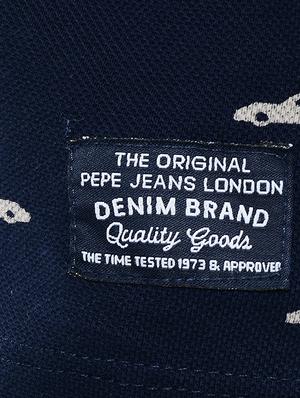 THE ORIGINAL
PEPE JEANS LONDON
DENIM BRAND
Quality Goods
THE TIME TESTED 1973 & APPROVED